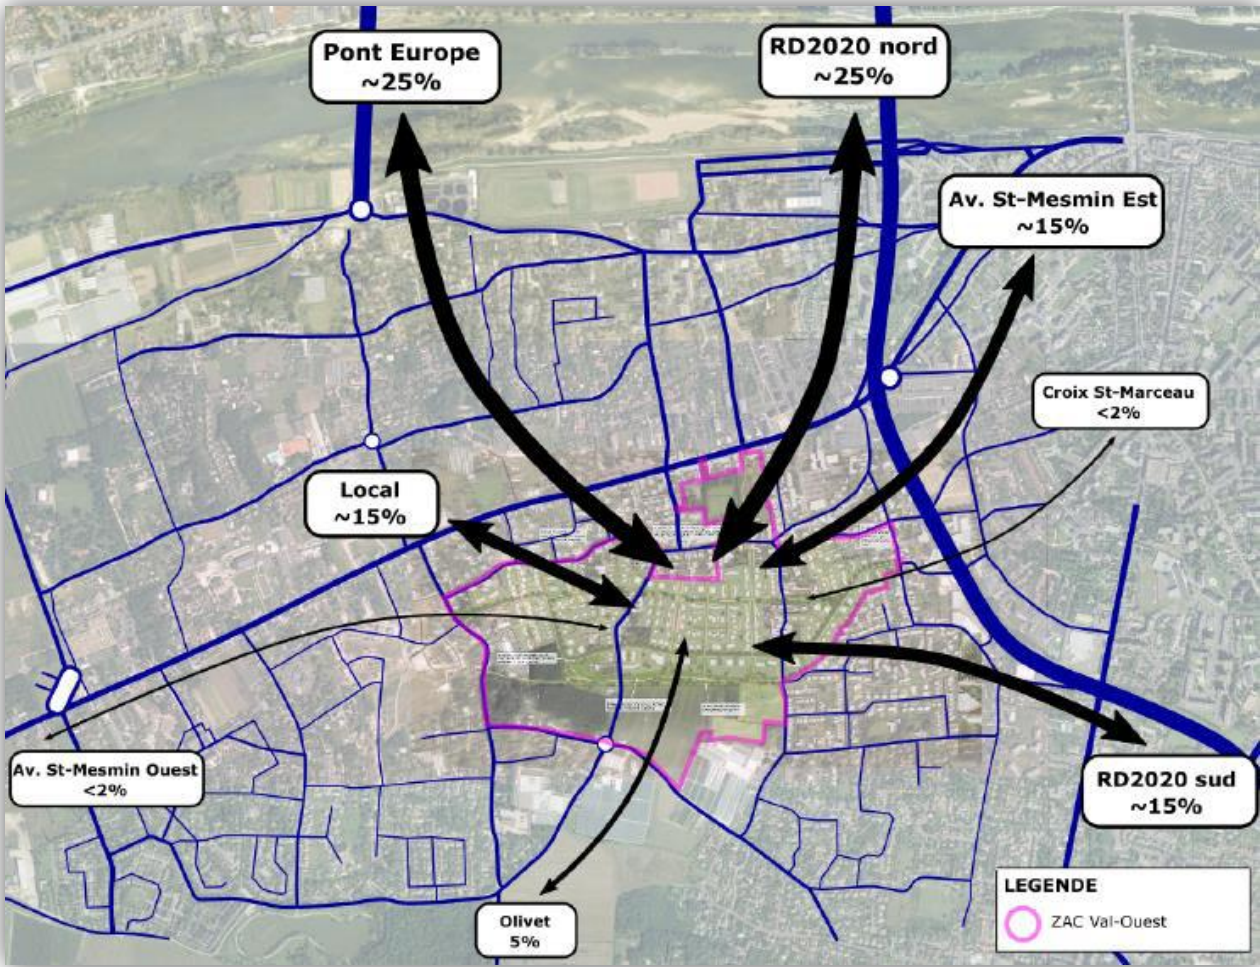 Pont Europe
~25%
RD2020 nord
~25%
Av. St-Mesmin Est
~15%
Croix St-Marceau
<2%
Local
~15%
Av. St-Mesmin Ouest
<2%
RD2020 sud
~15%
Olivet
5%
LEGENDE
ZAC Val-Ouest